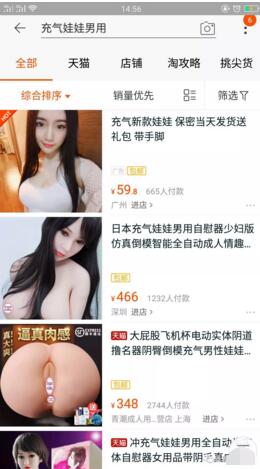 14:56
充气娃娃男用
6
全部
天猫
店铺
淘攻略
挑尖货
综合排序
销量优先
筛选
HOT
充气新款娃娃 保密当天发货送
礼包 带手脚
广告 包邮
¥59.8 665人付款
广州 进店>
日本充气娃娃男用自慰器少妇版
仿真倒模智能全自动成人情趣...
包邮
¥466 1232人付款
深圳 进店>
逼真肉感
SF EXPRESS
天猫 大屁股飞机杯电动实体阴道
撸名器阴臀倒模充气男性娃娃...
包邮
¥348 2744人付款
青潮成人用...营店 上海 进店>
天猫 冲充气娃娃男用全自动
体自慰器女用品带阴毛真